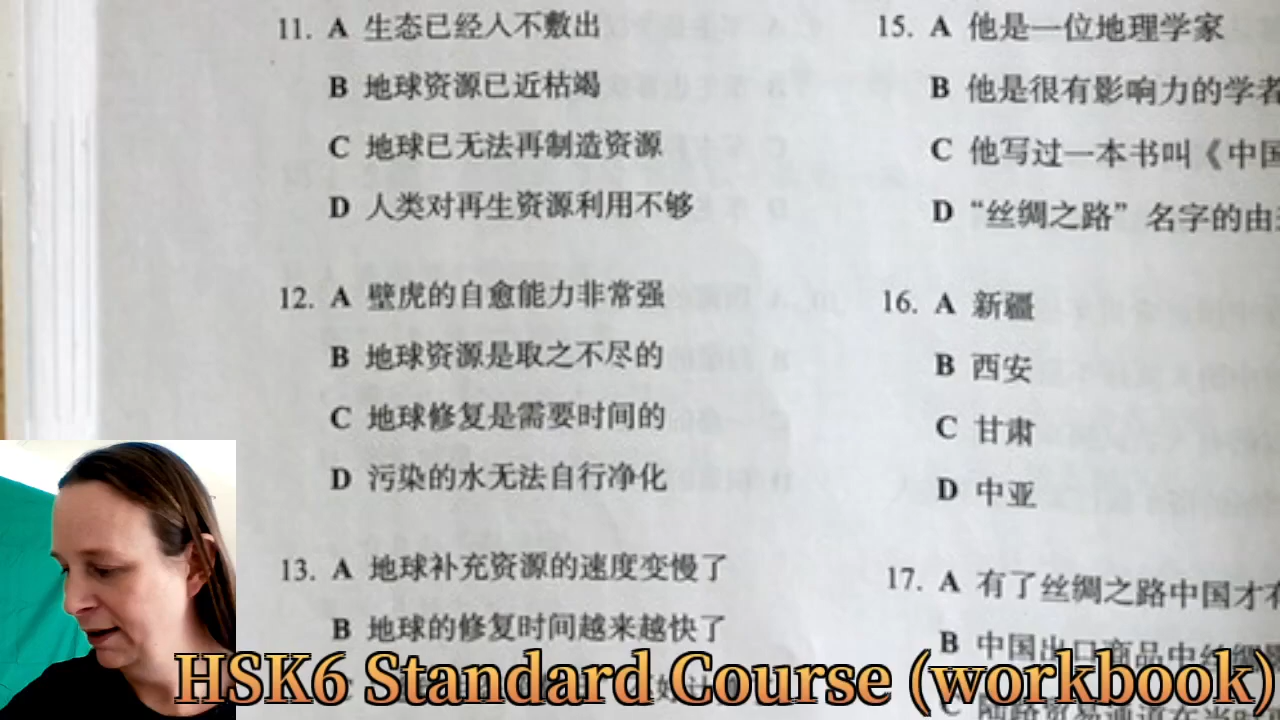 11. A 生态已经人不敷出
B 地球资源已近枯竭
C 地球已无法再制造资源
D 人类对再生资源利用不够
12. A 壁虎的自愈能力非常强
B 地球资源是取之不尽的
C 地球修复是需要时间的
D 污染的水无法自行净化
13. A 地球补充资源的速度变慢了
B 地球的修复时间越来越快了
15. A 他是一位地理学家
B 他是很有影响力的学者
C 他写过一本书叫《中国
D “丝绸之路” 名字的由
16. A 新疆
B 西安
C 甘肃
D 中亚
17. A 有了丝绸之路中国才有
B 中国出口商品中丝绸
HSK6 Standard Course (workbook)